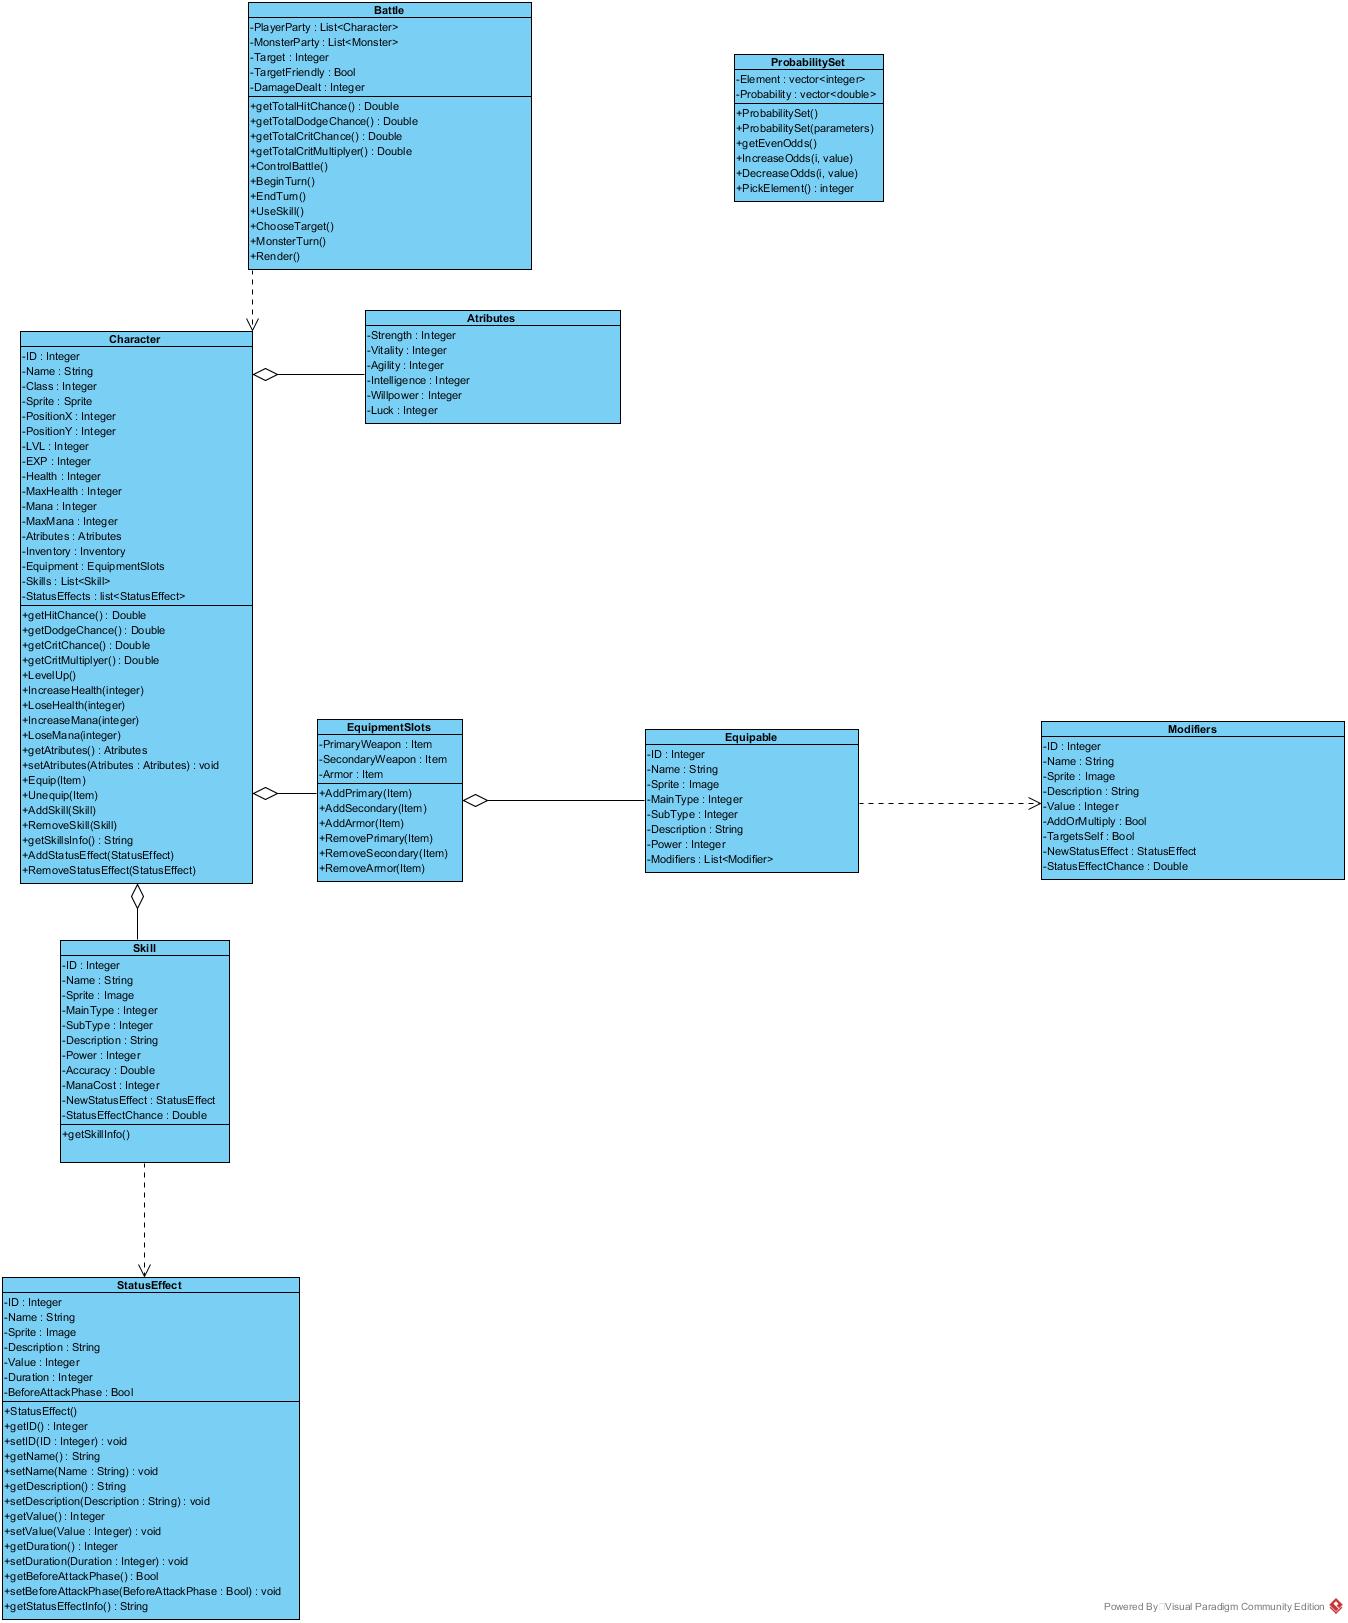 Battle
-PlayerParty : List<Character>
-MonsterParty : List<Monster>
-Target : Integer
-TargetFriendly : Bool
-DamageDealt : Integer
+getTotalHitChance() : Double
+getTotalDodgeChance() : Double
+getTotalCritChance() : Double
+getTotalCritMultiplyer() : Double
+ControlBattle()
+BeginTurn()
+EndTurn()
+UseSkill()
+ChooseTarget()
+MonsterTurn()
+Render()
ProbabilitySet
-Element : vector<integer>
-Probability : vector<double>
+ProbabilitySet()
+ProbabilitySet(parameters)
+getEvenOdds()
+IncreaseOdds(i, value)
+DecreaseOdds(i, value)
+PickElement() : integer
Atributes
-Strength : Integer
-Vitality : Integer
-Agility : Integer
-Intelligence : Integer
-Willpower : Integer
-Luck : Integer
Character
-ID : Integer
-Name : String
-Class : Integer
-Sprite : Sprite
-PositionX : Integer
-PositionY : Integer
-LVL : Integer
-EXP : Integer
-Health : Integer
-MaxHealth : Integer
-Mana : Integer
-MaxMana : Integer
-Atributes : Atributes
-Inventory : Inventory
-Equipment : EquipmentSlots
-Skills : List<Skill>
-StatusEffects : list<StatusEffect>
+getHitChance() : Double
+getDodgeChance() : Double
+getCritChance() : Double
+getCritMultiplyer() : Double
+LevelUp()
+IncreaseHealth(integer)
+LoseHealth(integer)
+IncreaseMana(integer)
+LoseMana(integer)
+getAtributes() : Atributes
+setAtributes(Atributes : Atributes) : void
+Equip(Item)
+Unequip(Item)
+AddSkill(Skill)
+RemoveSkill(Skill)
+getSkillsInfo() : String
+AddStatusEffect(StatusEffect)
+RemoveStatusEffect(StatusEffect)
EquipmentSlots
-PrimaryWeapon : Item
-SecondaryWeapon : Item
-Armor : Item
+AddPrimary(Item)
+AddSecondary(Item)
+AddArmor(Item)
+RemovePrimary(Item)
+RemoveSecondary(Item)
+RemoveArmor(Item)
Equipable
-ID : Integer
-Name : String
-Sprite : Image
-MainType : Integer
-SubType : Integer
-Description : String
-Power : Integer
-Modifiers : List<Modifier>
Modifiers
-ID : Integer
-Name : String
-Sprite : Image
-Description : String
-Value : Integer
-AddOrMultiply : Bool
-TargetsSelf : Bool
-NewStatusEffect : StatusEffect
-StatusEffectChance : Double
Skill
-ID : Integer
-Name : String
-Sprite : Image
-MainType : Integer
-SubType : Integer
-Description : String
-Power : Integer
-Accuracy : Double
-ManaCost : Integer
-NewStatusEffect : StatusEffect
-StatusEffectChance : Double
+getSkillInfo()
StatusEffect
-ID : Integer
-Name : String
-Sprite : Image
-Description : String
-Value : Integer
-Duration : Integer
-BeforeAttackPhase : Bool
+StatusEffect()
+getID() : Integer
+setID(ID : Integer) : void
+getName() : String
+setName(Name : String) : void
+getDescription() : String
+setDescription(Description : String) : void
+getValue() : Integer
+setValue(Value : Integer) : void
+getDuration() : Integer
+setDuration(Duration : Integer) : void
+getBeforeAttackPhase() : Bool
+setBeforeAttackPhase(BeforeAttackPhase : Bool) : void
+getStatusEffectInfo() : String
Powered By Visual Paradigm Community Edition